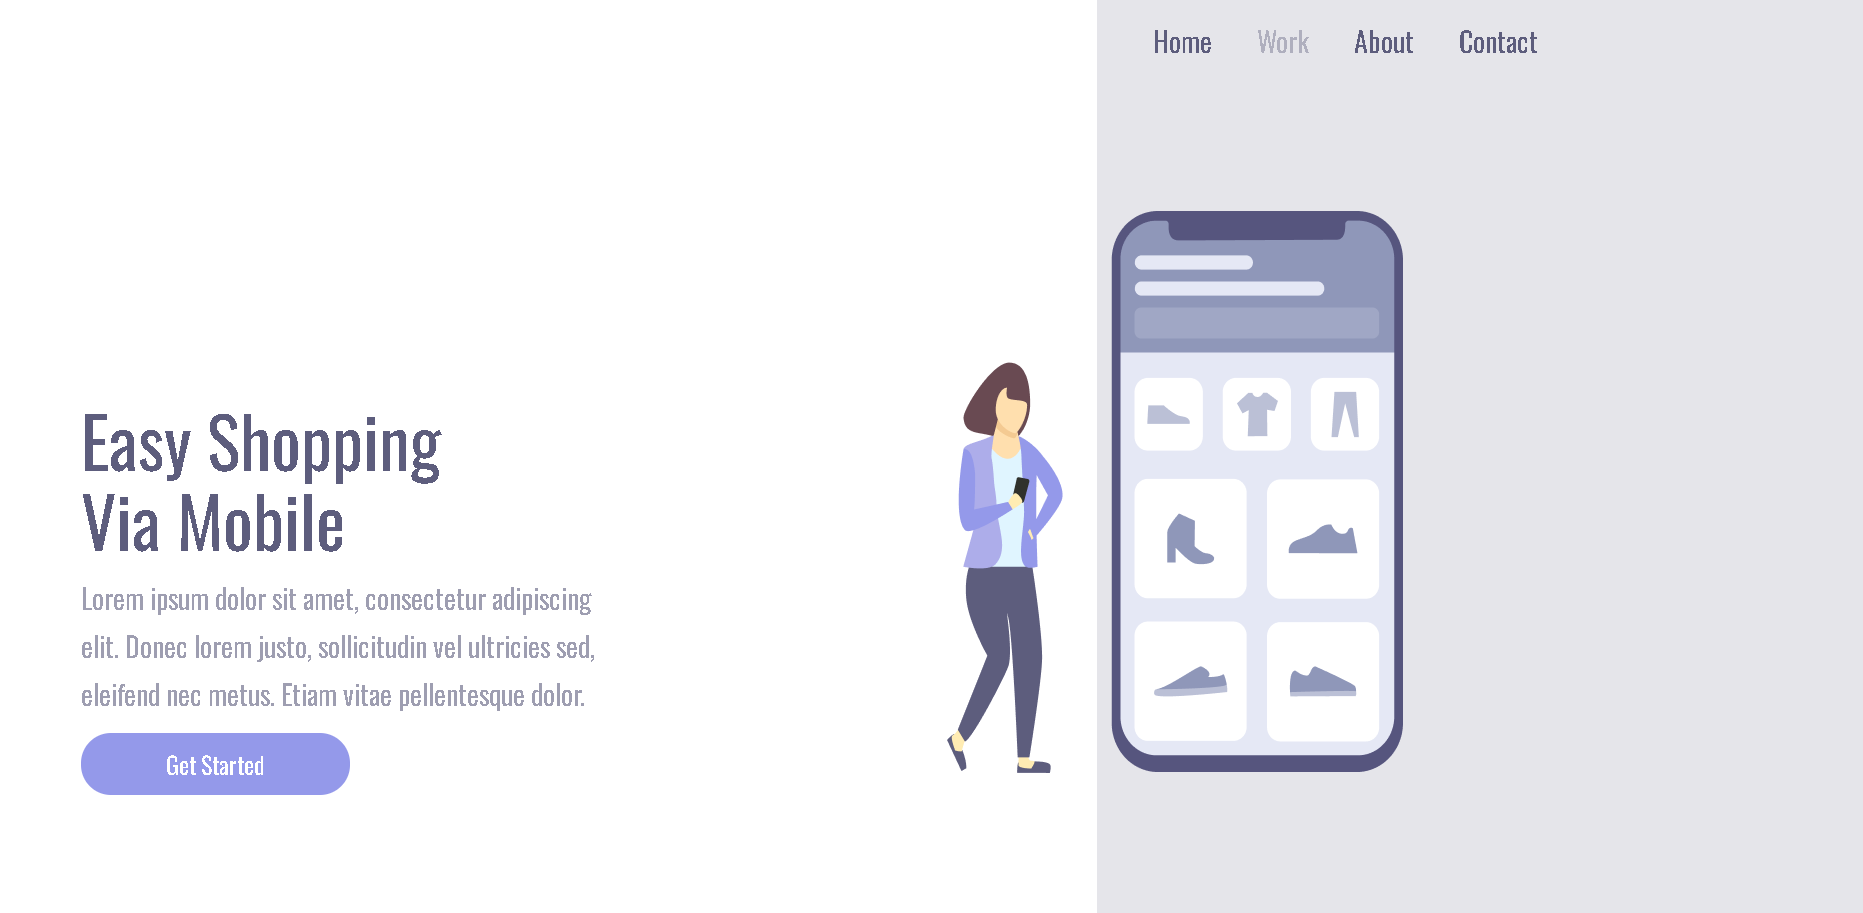 Home Work About Contact
Easy Shopping
Via Mobile
Lorem ipsum dolor sit amet, consectetur adipiscing
elit. Donec lorem justo, sollicitudin vel ultricies sed,
eleifend nec metus. Etiam vitae pellentesque dolor.
Get Started